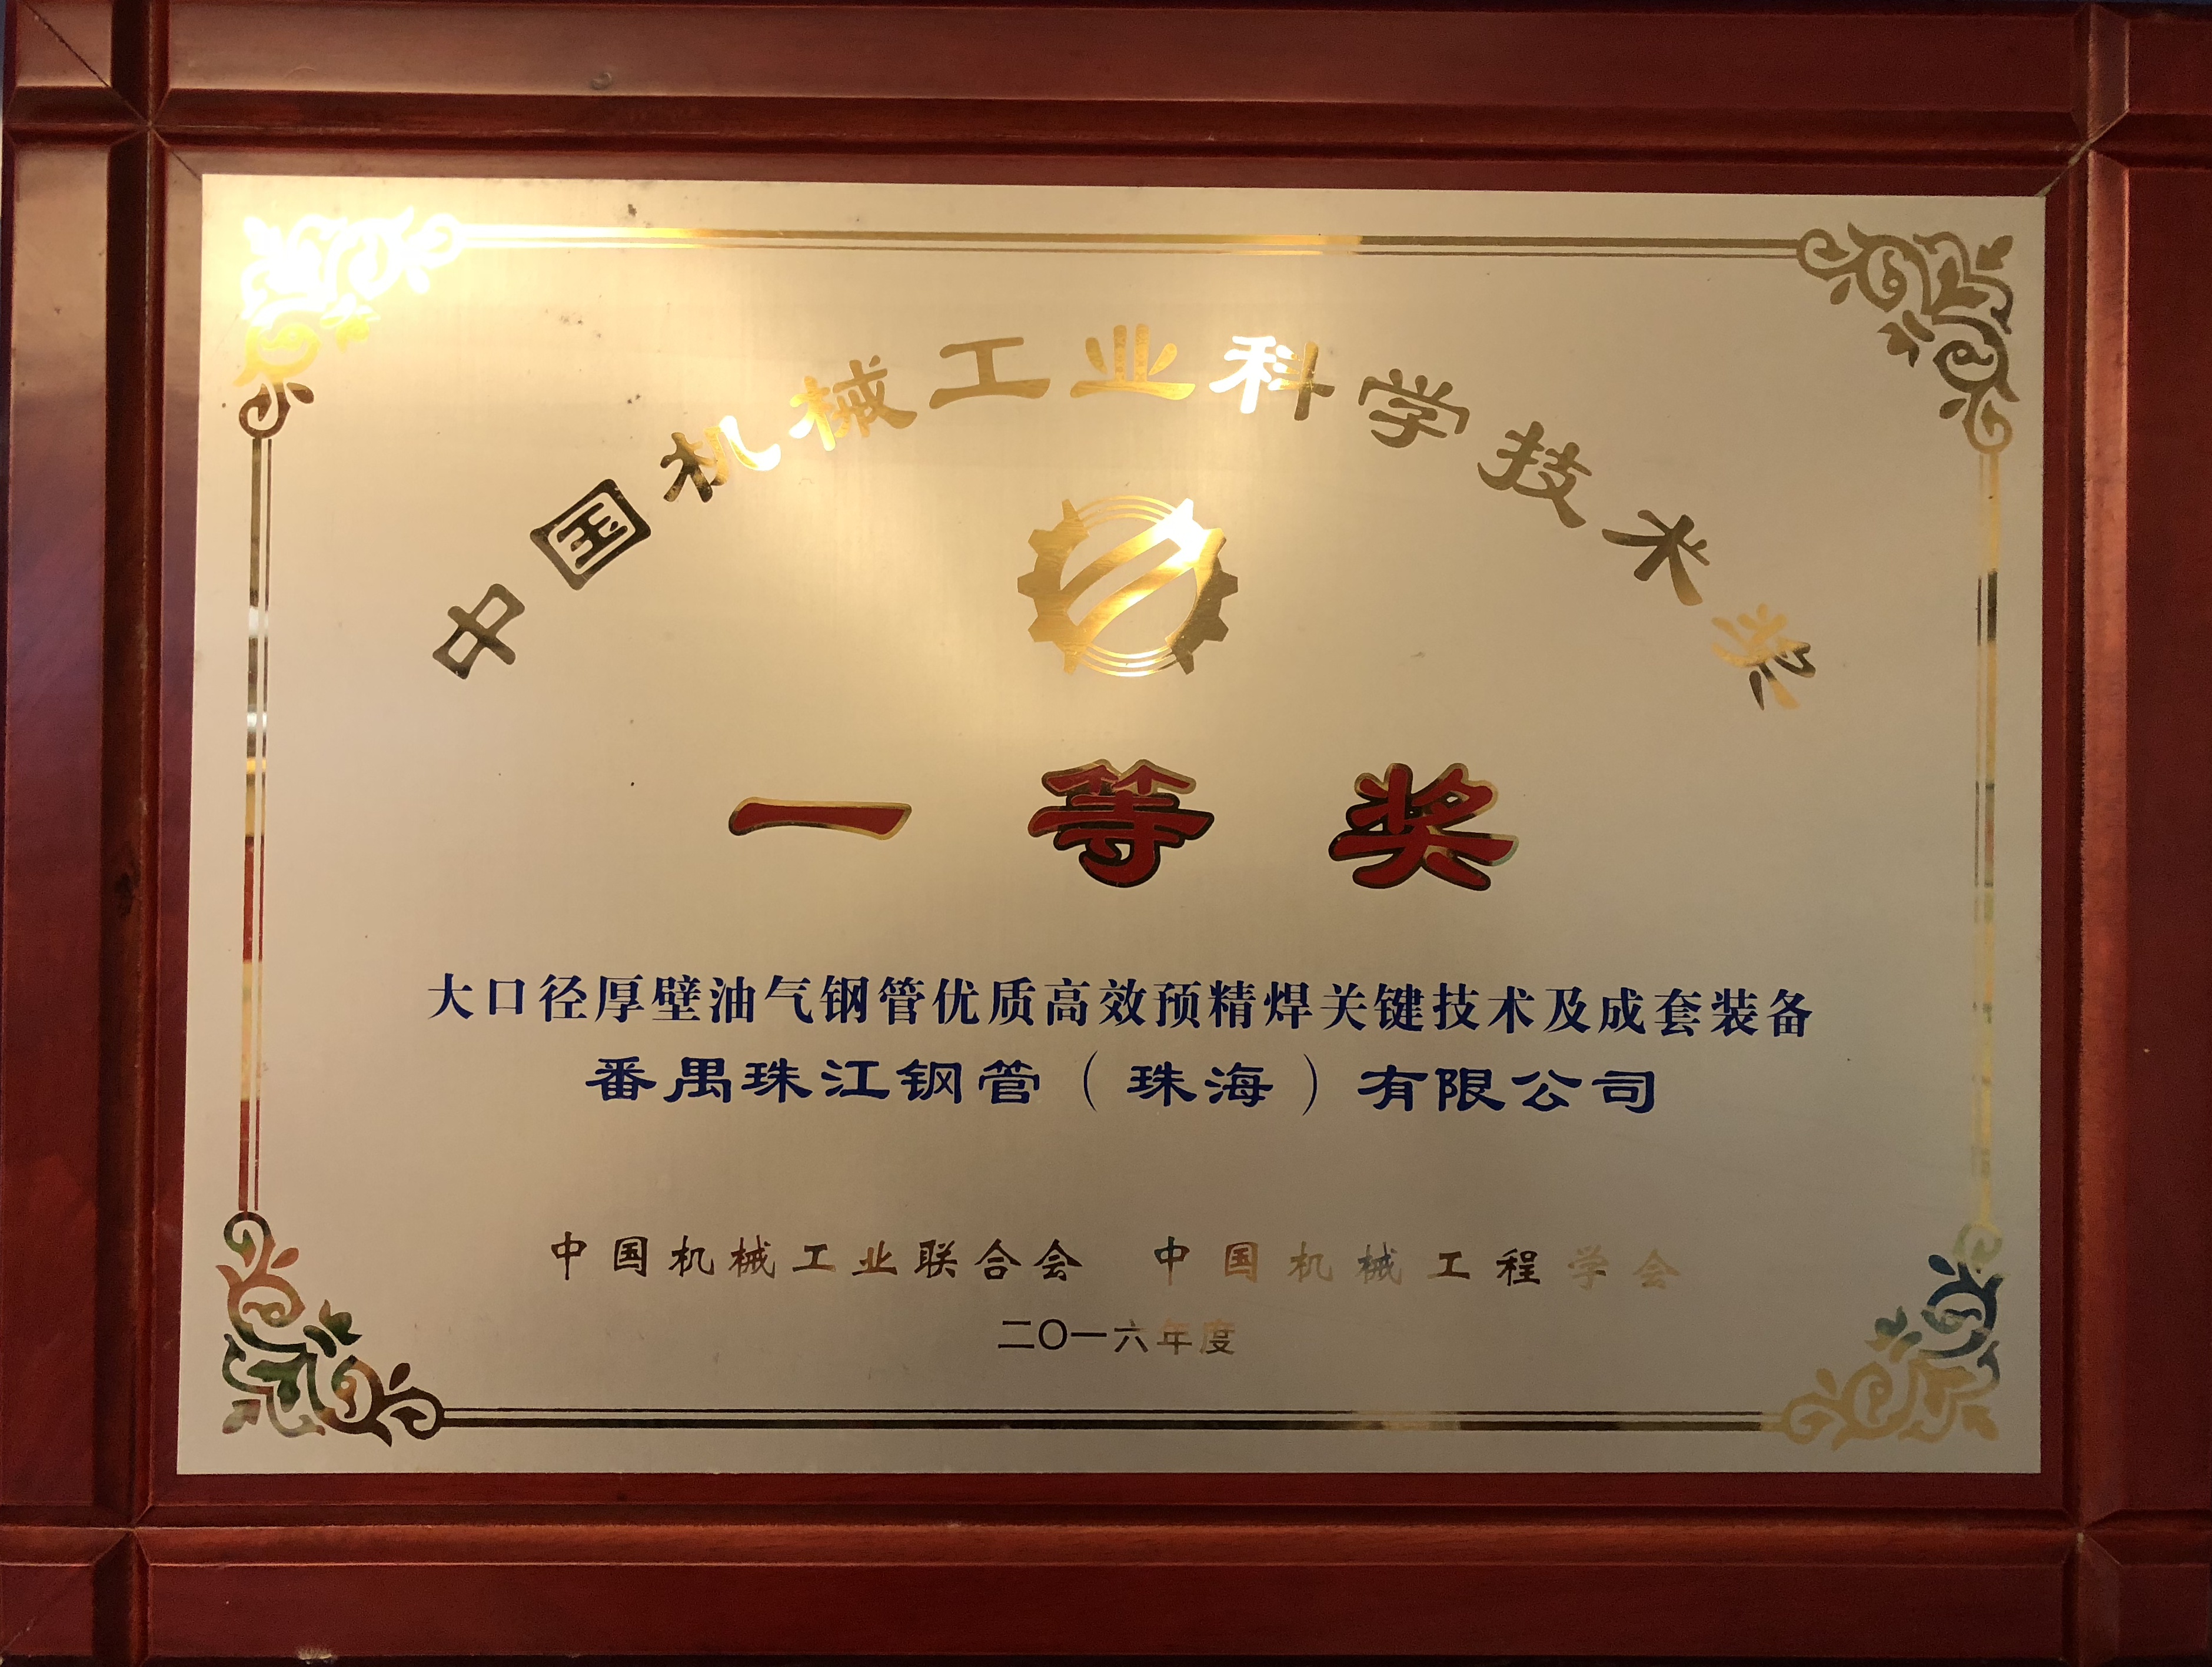 中国机械工业科学技术奖
一等奖
大口径厚壁油气钢管优质高效预精焊关键技术及成套装备
番禺珠江钢管（珠海）有限公司
中国机械工业联合会 中国机械工程学会
二〇一六年度